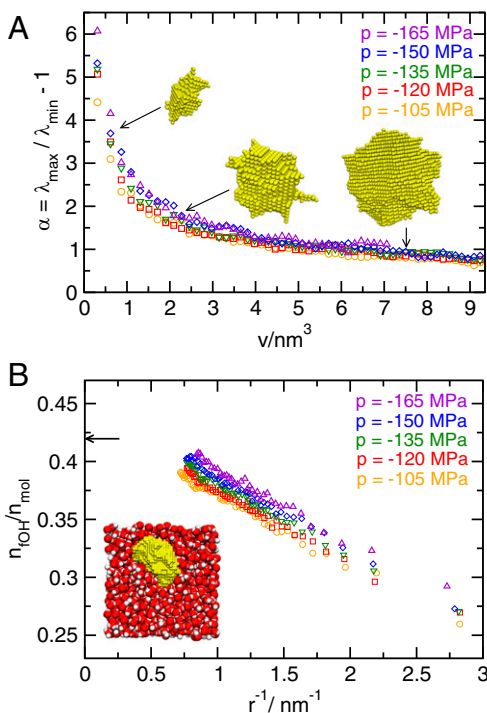 A
p = -165 MPa
p = -150 MPa
p = -135 MPa
p = -120 MPa
p = -105 MPa
α = λmax / λmin - 1
6
5
4
3
2
1
0
0 1 2 3 4 5 6 7 8 9
v/nm³
B
p = -165 MPa
p = -150 MPa
p = -135 MPa
p = -120 MPa
p = -105 MPa
nfOH/nmol
0.45
0.4
0.35
0.3
0.25
0 0.5 1 1.5 2 2.5 3
r⁻¹/ nm⁻¹